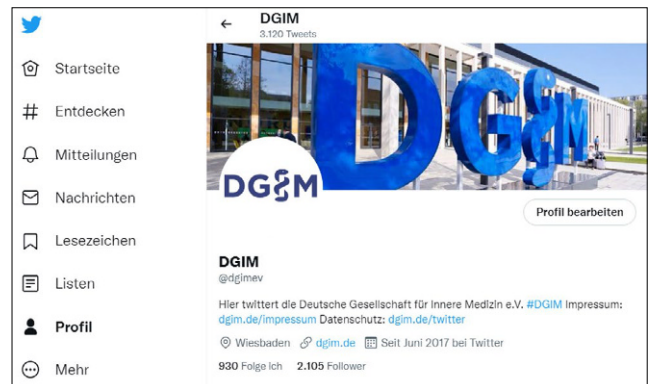 DGIM
3.120 Tweets
Startseite
Entdecken
Mitteilungen
Nachrichten
Lesezeichen
Listen
Profil
Mehr
DGIM
DGIM
Profil bearbeiten
DGIM
@dgimev
Hier twittert die Deutsche Gesellschaft für Innere Medizin e.V. #DGIM Impressum:
dgim.de/impressum Datenschutz: dgim.de/twitter
Wiesbaden dgim.de Seit Juni 2017 bei Twitter
930 Folge ich 2.105 Follower